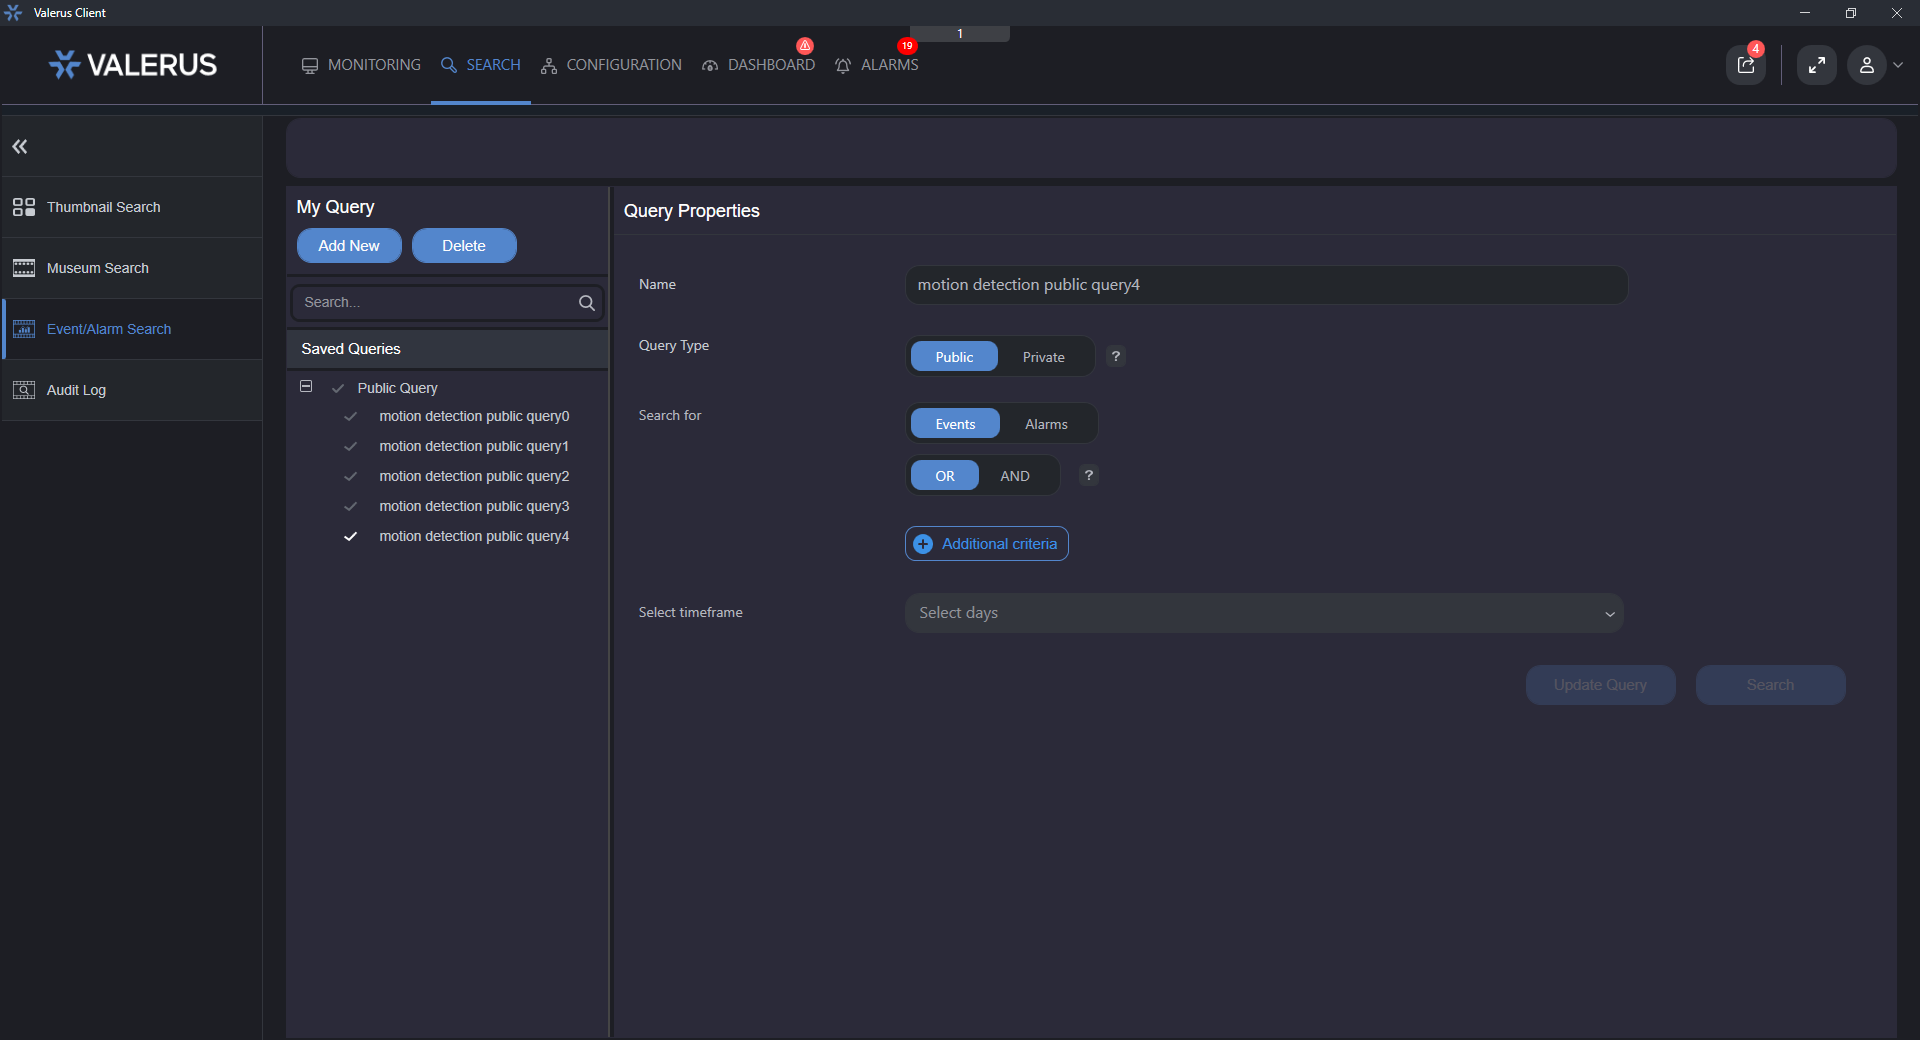 Valerus Client
1
VALERUS
MONITORING
SEARCH
CONFIGURATION
DASHBOARD
19
ALARMS
4
Thumbnail Search
Museum Search
Event/Alarm Search
Audit Log
My Query
Add New
Delete
Search...
Saved Queries
Public Query
motion detection public query0
motion detection public query1
motion detection public query2
motion detection public query3
motion detection public query4
Query Properties
Name
motion detection public query4
Query Type
Public
Private
?
Search for
Events
Alarms
OR
AND
?
Additional criteria
Select timeframe
Select days
Update Query
Search